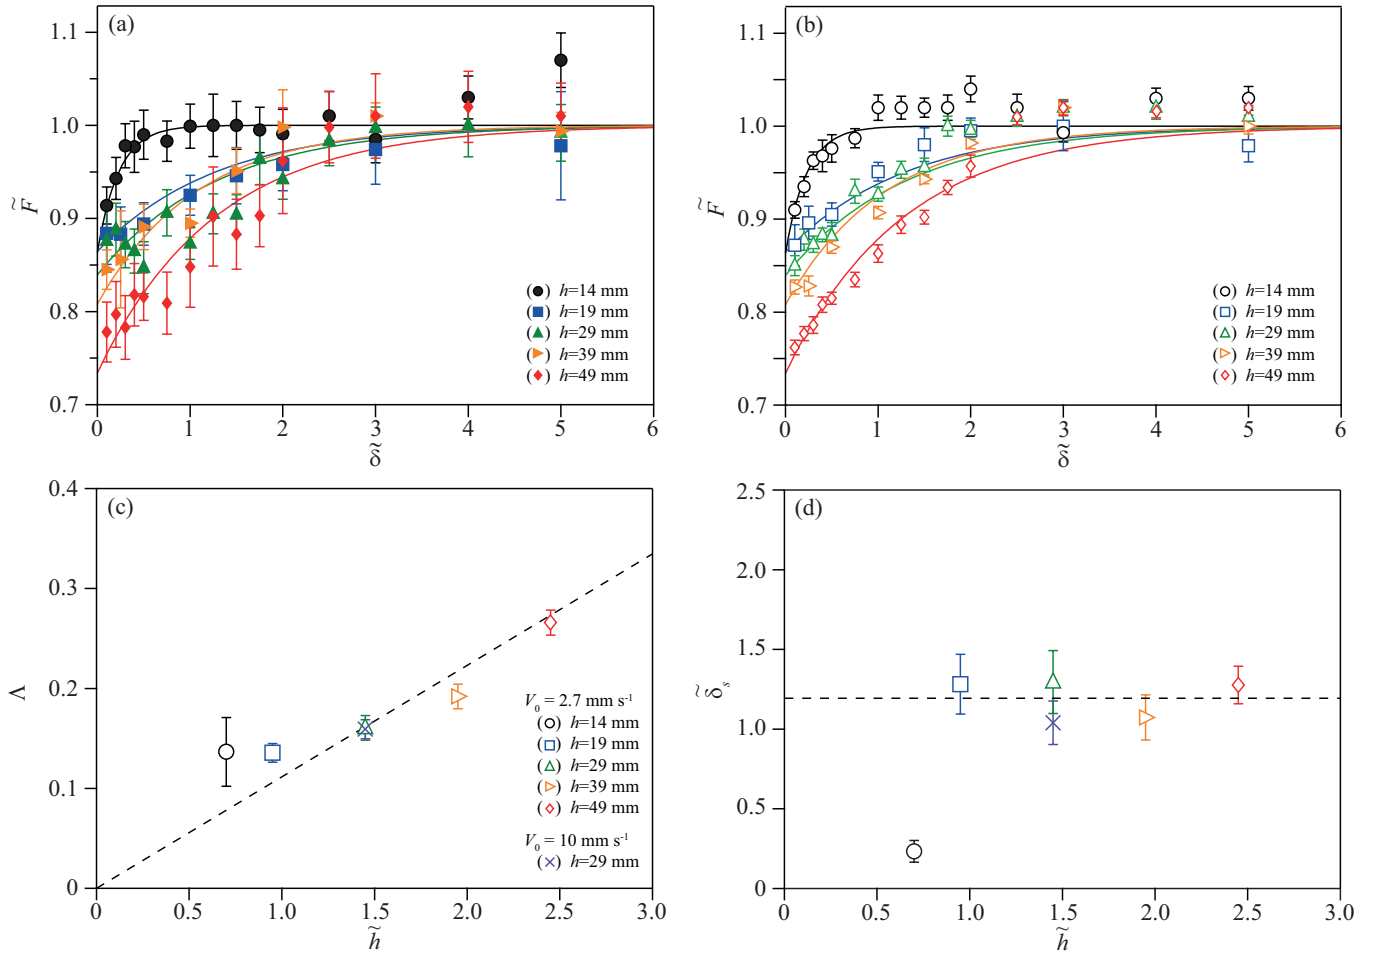 (a)
1.1
1.0
0.9
0.8
0.7
F̃
0 1 2 3 4 5 6
δ̃
(●) h=14 mm
(■) h=19 mm
(▲) h=29 mm
(►) h=39 mm
(♦) h=49 mm
(b)
1.1
1.0
0.9
0.8
0.7
F̃
0 1 2 3 4 5 6
δ̃
(○) h=14 mm
(□) h=19 mm
(△) h=29 mm
(▷) h=39 mm
(◇) h=49 mm
(c)
0.4
0.3
0.2
0.1
0
Λ
0 0.5 1.0 1.5 2.0 2.5 3.0
h̃
V₀ = 2.7 mm s⁻¹
(○) h=14 mm
(□) h=19 mm
(△) h=29 mm
(▷) h=39 mm
(◇) h=49 mm
V₀ = 10 mm s⁻¹
(×) h=29 mm
(d)
2.5
2.0
1.5
1.0
0.5
0
δ̃ₛ
0 0.5 1.0 1.5 2.0 2.5 3.0
h̃